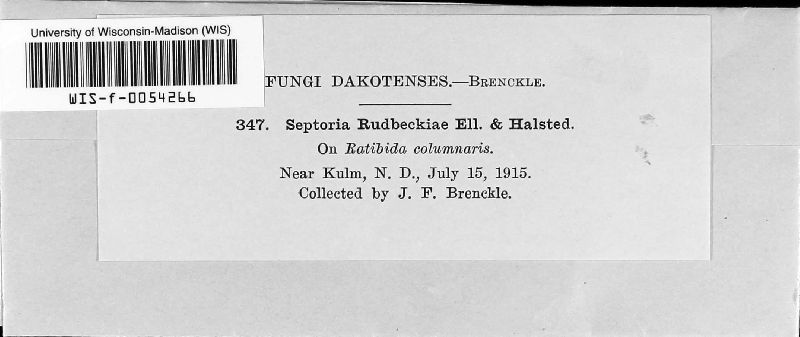 University of Wisconsin-Madison (WIS)
WIS-f-0054266
FUNGI DAKOTENSES.—BRENCKLE.
347. Septoria Rudbeckiae Ell. & Halsted.
On Ratibida columnaris.
Near Kulm, N. D., July 15, 1915.
Collected by J. F. Brenckle.